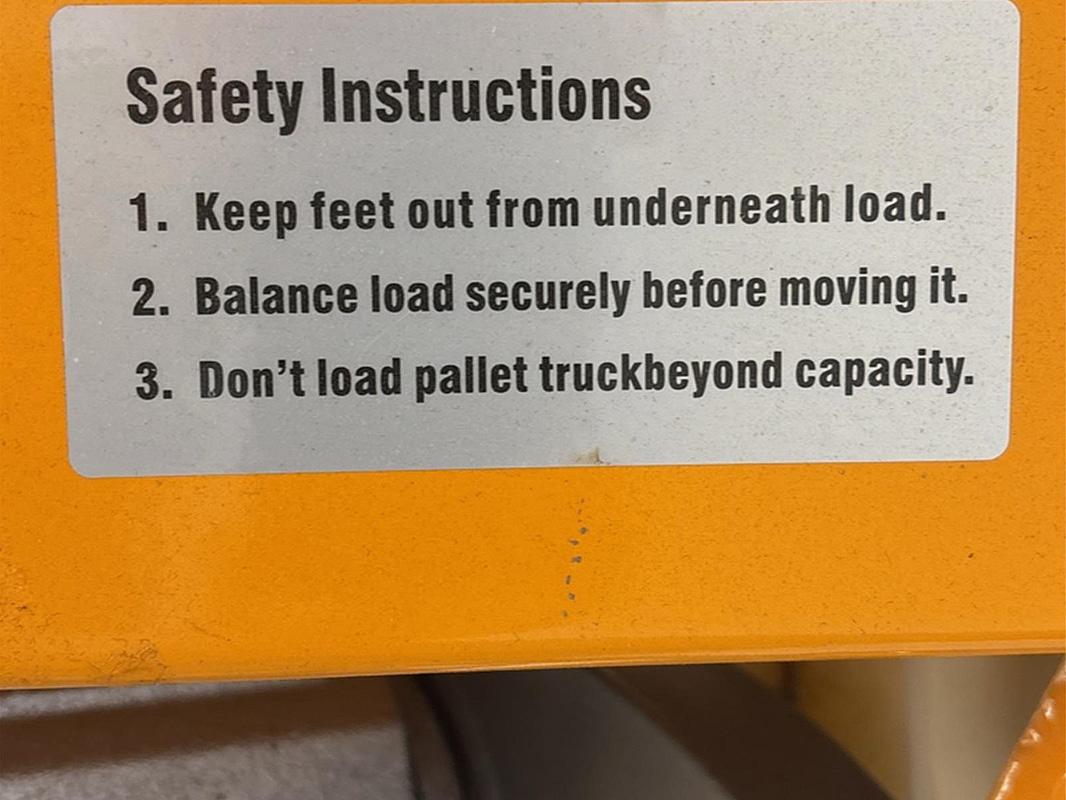 Safety Instructions
1. Keep feet out from underneath load.
2. Balance load securely before moving it.
3. Don't load pallet truckbeyond capacity.